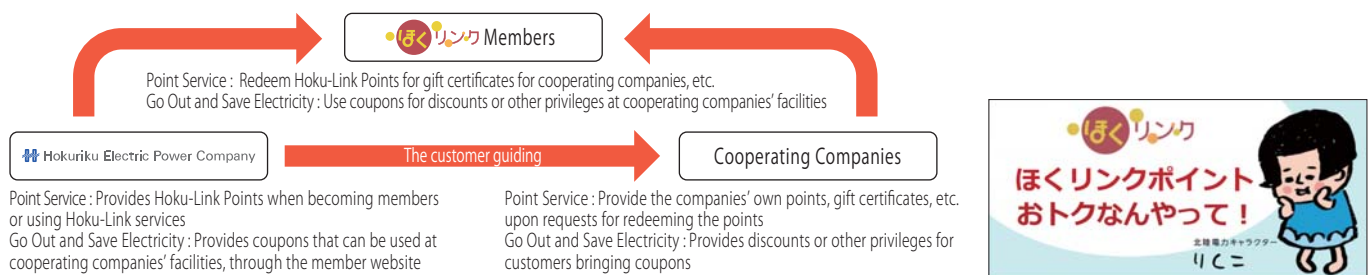 ほくリンク Members
Point Service : Redeem Hoku-Link Points for gift certificates for cooperating companies, etc.
Go Out and Save Electricity : Use coupons for discounts or other privileges at cooperating companies' facilities
Hokuriku Electric Power Company
The customer guiding
Cooperating Companies
Point Service : Provides Hoku-Link Points when becoming members
or using Hoku-Link services
Go Out and Save Electricity : Provides coupons that can be used at
cooperating companies' facilities, through the member website
Point Service : Provide the companies' own points, gift certificates, etc.
upon requests for redeeming the points
Go Out and Save Electricity : Provides discounts or other privileges for
customers bringing coupons
ほくリンク
ほくリンクポイント
おトクなんやって！
北陸電力キャラクター
りくこ